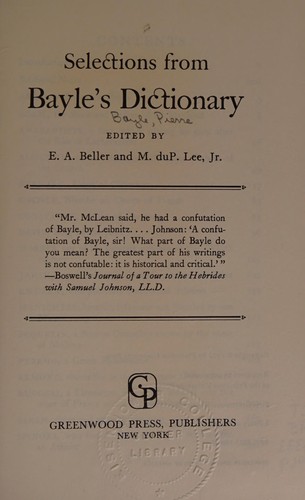 Selections from
Bayle's Dictionary
Bayle, Pierre
EDITED BY
E. A. Beller and M. duP. Lee, Jr.
"Mr. McLean said, he had a confutation
of Bayle, by Leibnitz. . . . Johnson: 'A confu-
tation of Bayle, sir! What part of Bayle do
you mean? The greatest part of his writings
is not confutable: it is historical and critical.' "
—Boswell's Journal of a Tour to the Hebrides
with Samuel Johnson, LL.D.
GP
GREENWOOD PRESS, PUBLISHERS
NEW YORK
COLLEGE
LIBRARY